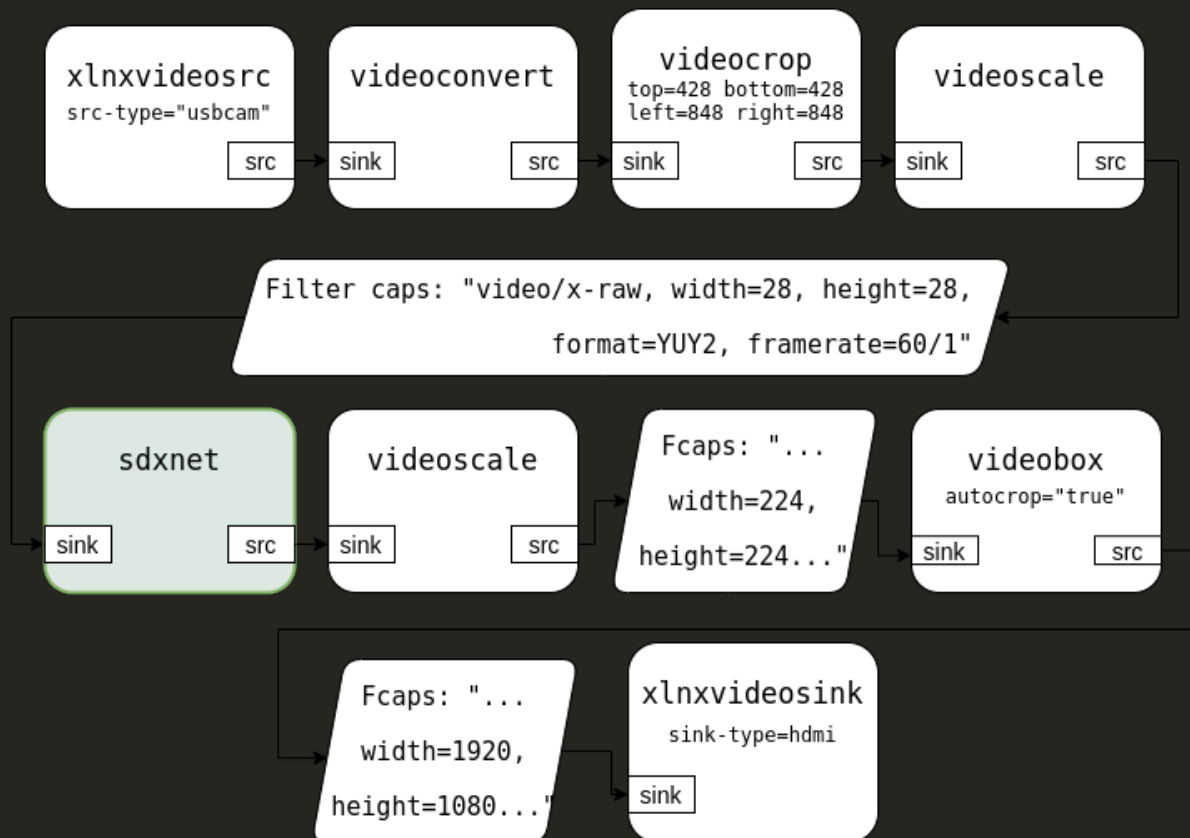 xlnxvideosrc
src-type="usbcam"
src
videoconvert
sink
src
videocrop
top=428 bottom=428
left=848 right=848
sink
src
videoscale
sink
src
Filter caps: "video/x-raw, width=28, height=28,
format=YUY2, framerate=60/1"
sdxnet
sink
src
videoscale
sink
src
Fcaps: "...
width=224,
height=224..."
videobox
autocrop="true"
sink
src
Fcaps: "...
width=1920,
height=1080..."
xlnxvideosink
sink-type=hdmi
sink